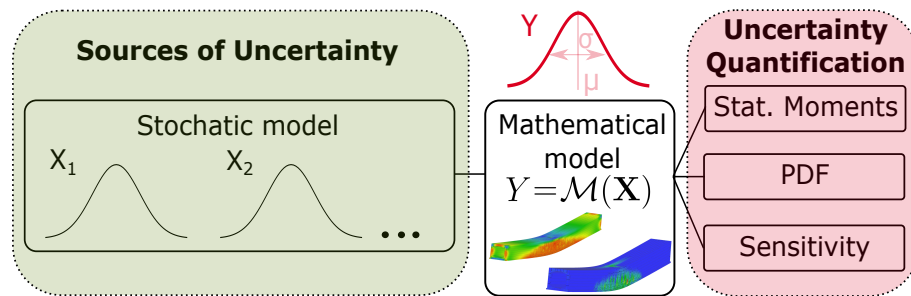 Sources of Uncertainty
Stochatic model
X₁
X₂
...
Y
σ
μ
Mathematical
model
Y = ℳ(𝐗)
Uncertainty
Quantification
Stat. Moments
PDF
Sensitivity